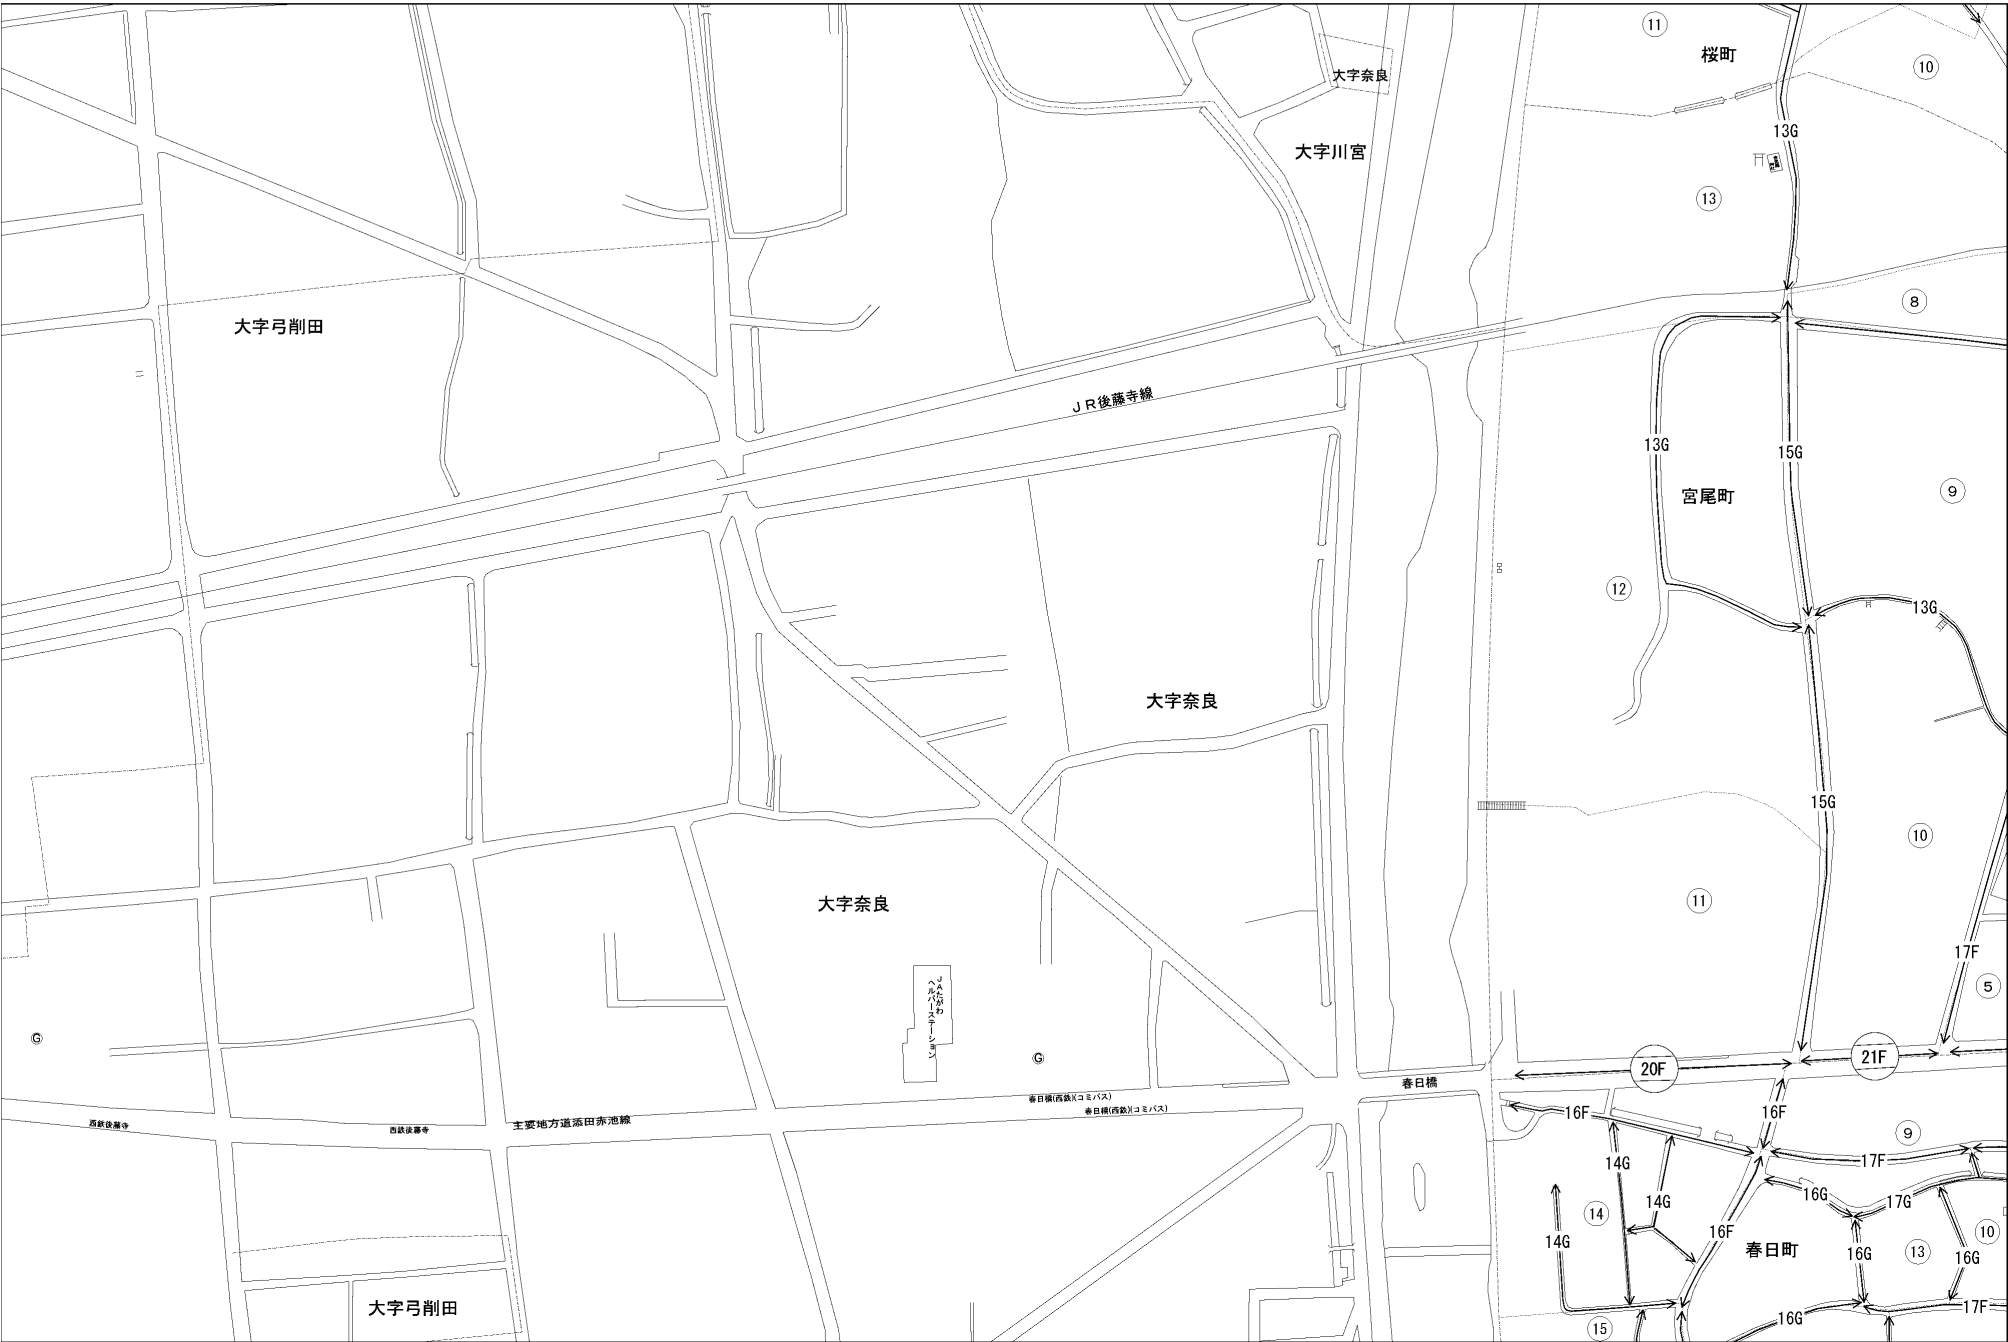 11
桜町
10
大字奈良
13G
大字川宮
13
8
大字弓削田
JR後藤寺線
13G
15G
宮尾町
9
12
13G
大字奈良
15G
10
大字奈良
11
17F
JAたがわ
ヘルパーステーション
5
G
G
20F
21F
春日橋
春日橋(西鉄)(コミバス)
春日橋(西鉄)(コミバス)
主要地方道添田赤池線
西鉄後藤寺
西鉄後藤寺
16F
16F
9
14G
17F
14G
16G
17G
14
16F
10
14G
春日町
16G
13
16G
大字弓削田
17F
16G
15